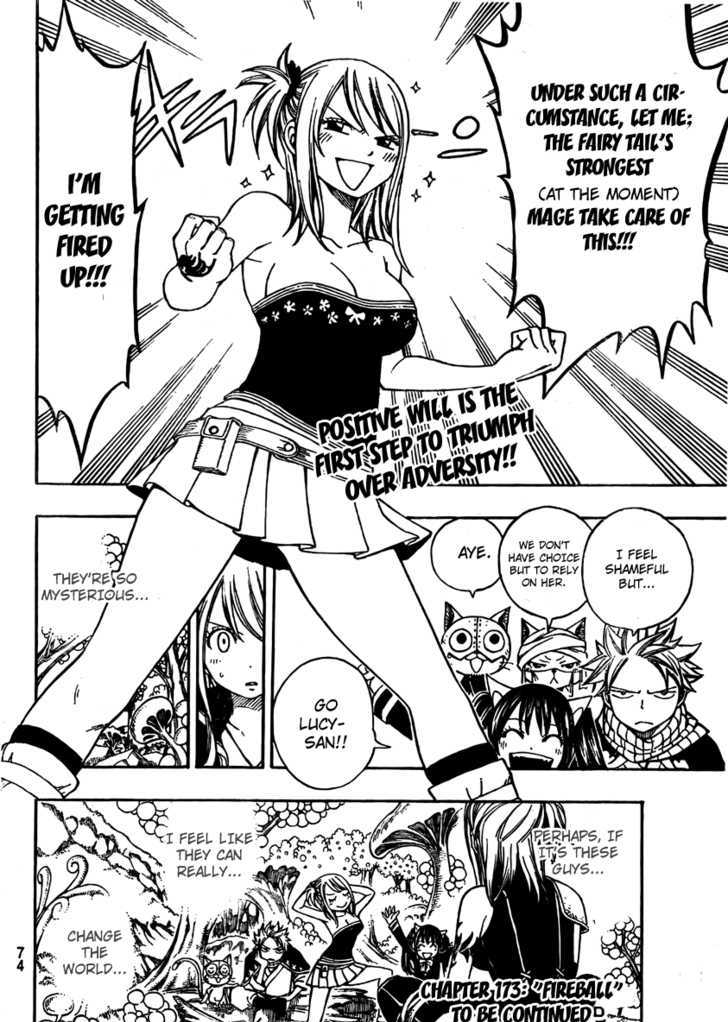 UNDER SUCH A CIR-
CUMSTANCE, LET ME;
THE FAIRY TAIL'S
STRONGEST
(AT THE MOMENT)
MAGE TAKE CARE OF
THIS!!!
I'M
GETTING
FIRED
UP!!!
POSITIVE WILL IS THE
FIRST STEP TO TRIUMPH
OVER ADVERSITY!!
I FEEL
SHAMEFUL
BUT...
WE DON'T
HAVE CHOICE
BUT TO RELY
ON HER.
AYE.
GO
LUCY-
SAN!!
THEY'RE SO
MYSTERIOUS...
PERHAPS, IF
IT'S THESE
GUYS...
I FEEL LIKE
THEY CAN
REALLY...
CHANGE
THE
WORLD...
CHAPTER 173: "FIREBALL"
TO BE CONTINUED
74